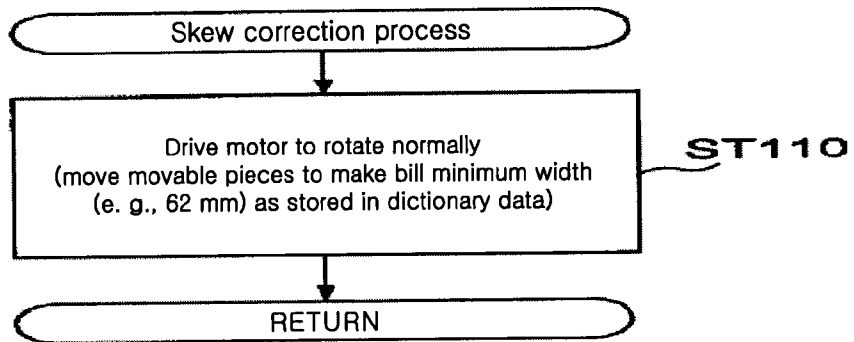 Skew correction process
Drive motor to rotate normally
(move movable pieces to make bill minimum width
(e. g., 62 mm) as stored in dictionary data)
ST110
RETURN